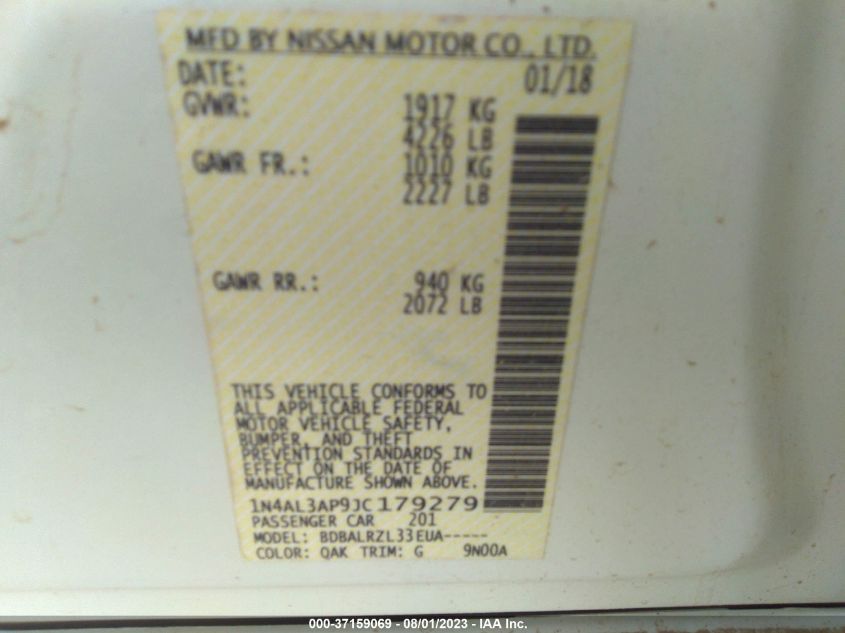 MFD BY NISSAN MOTOR CO., LTD.
DATE: 01/18
GVWR: 1917 KG
4226 LB
GAWR FR.: 1010 KG
2227 LB
GAWR RR.: 940 KG
2072 LB
THIS VEHICLE CONFORMS TO
ALL APPLICABLE FEDERAL
MOTOR VEHICLE SAFETY,
BUMPER, AND THEFT
PREVENTION STANDARDS IN
EFFECT ON THE DATE OF
MANUFACTURE SHOWN ABOVE.
1N4AL3AP9JC179279
PASSENGER CAR 201
MODEL: BDBALRZL33EUA-----
COLOR: QAK TRIM: G 9N00A
000-37159069 - 08/01/2023 - IAA Inc.